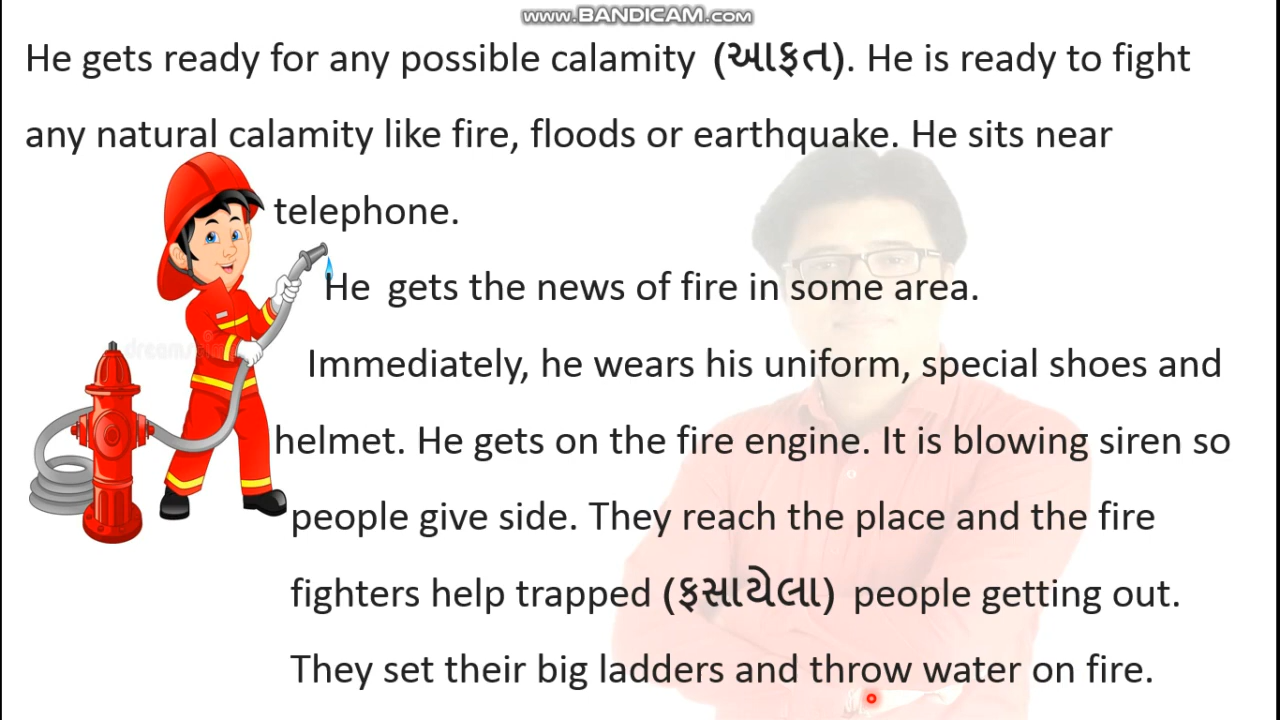 www.BANDICAM.com
He gets ready for any possible calamity (આફત). He is ready to fight
any natural calamity like fire, floods or earthquake. He sits near
telephone.
He gets the news of fire in some area.
Immediately, he wears his uniform, special shoes and
helmet. He gets on the fire engine. It is blowing siren so
people give side. They reach the place and the fire
fighters help trapped (ફસાયેલા) people getting out.
They set their big ladders and throw water on fire.